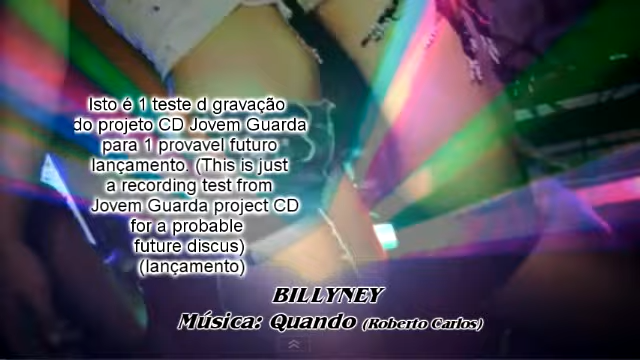 Isto é 1 teste d gravação
do projeto CD Jovem Guarda
para 1 provavel futuro
lançamento. (This is just
a recording test from
Jovem Guarda project CD
for a probable
future discus)
(lançamento)
BILLYNEY
Música: Quando (Roberto Carlos)